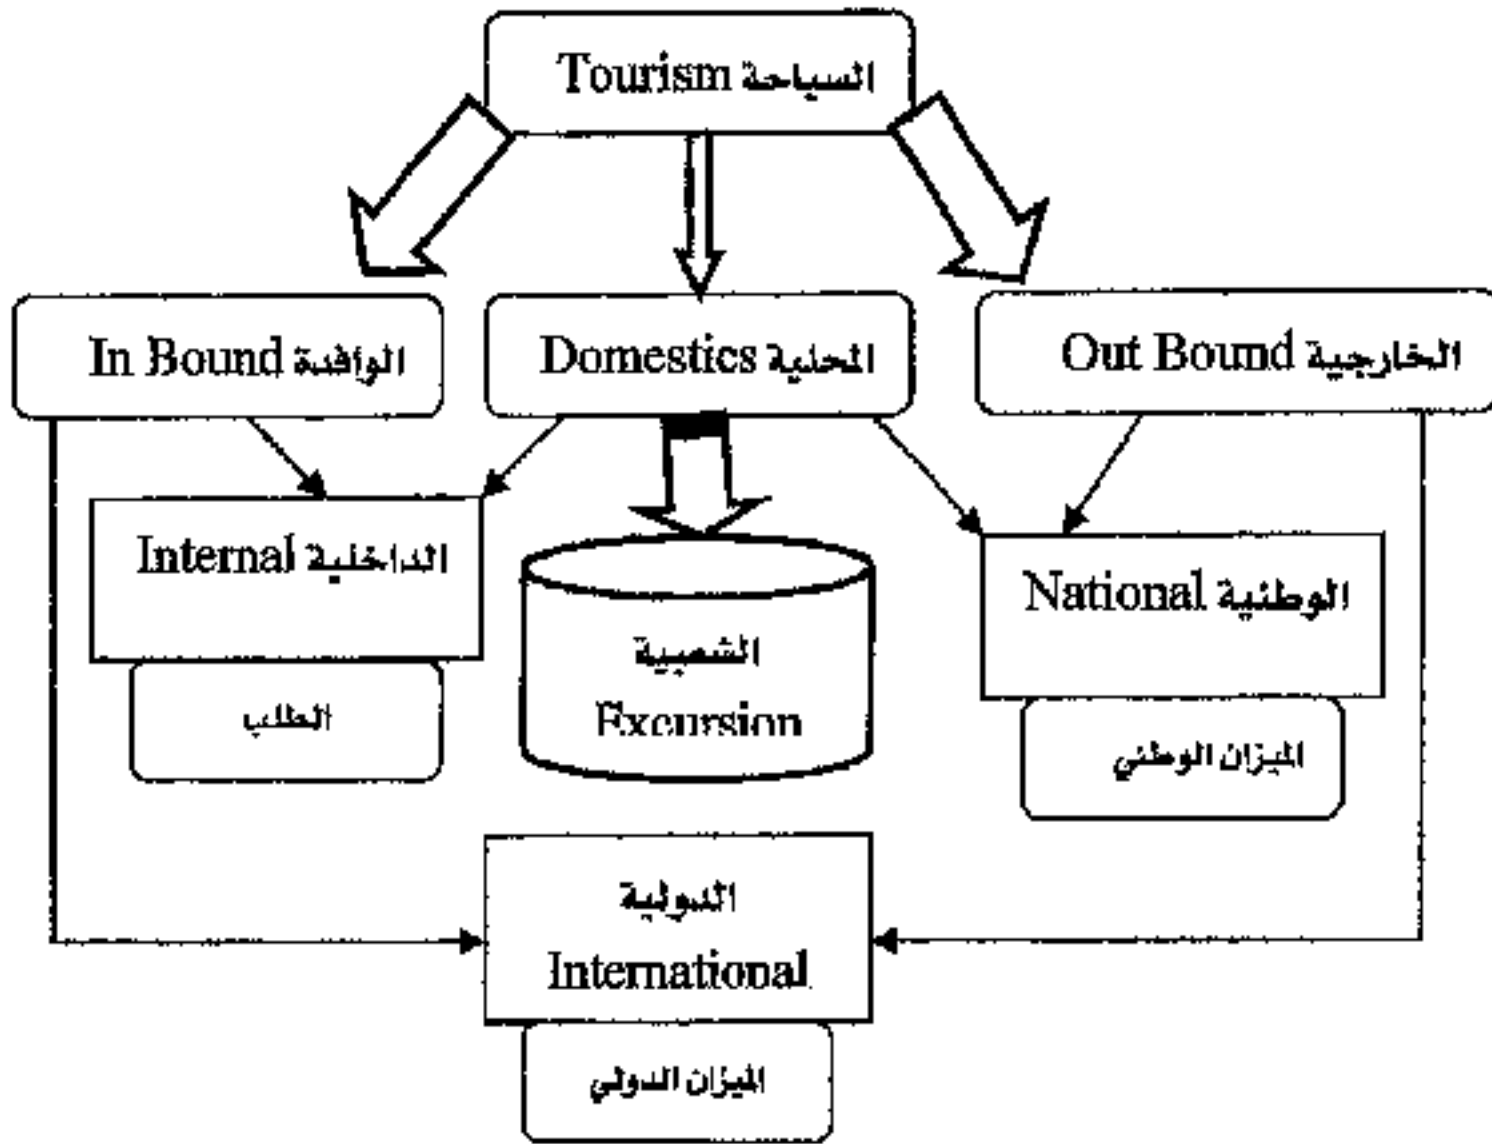 Tourism السياحة
In Bound الوافدة
Domestics المحلية
Out Bound الخارجية
Internal الداخلية
الشعبية
Excursion
National الوطنية
الطلب
الميزان الوطني
الدولية
International
الميزان الدولي